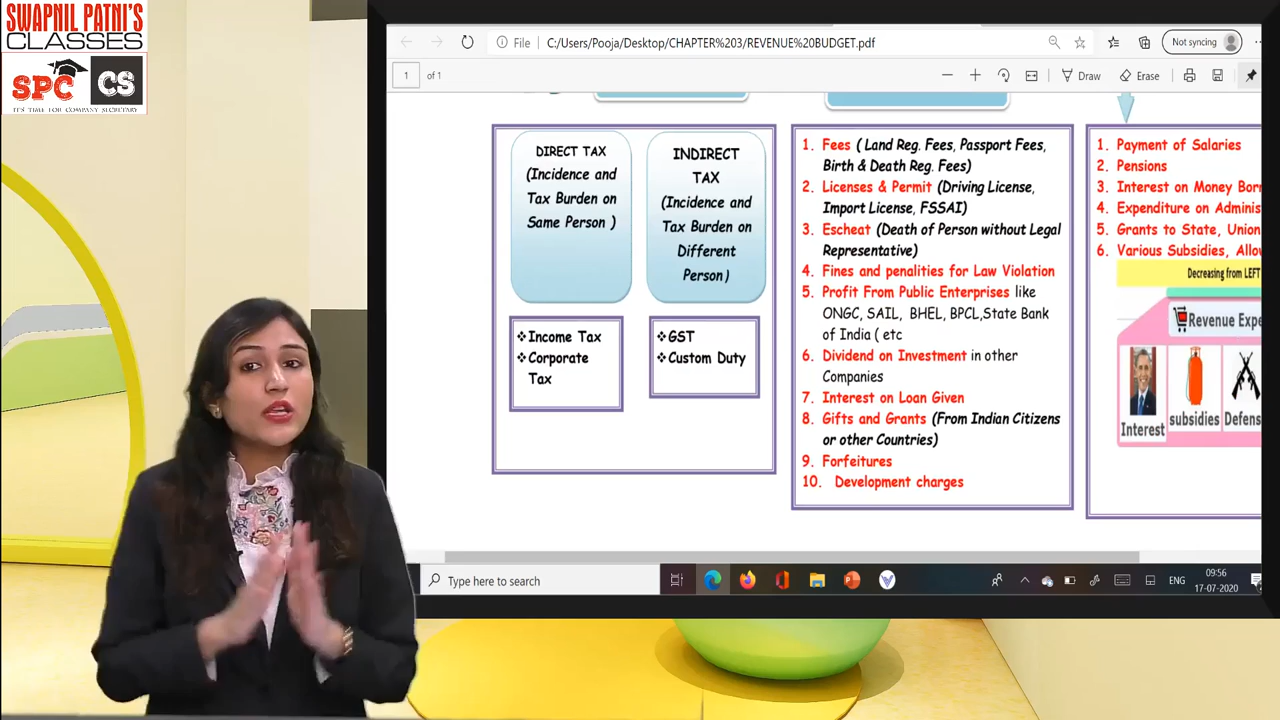 SWAPNIL PATNI'S
CLASSES
SPC CS
IT'S TIME FOR COMPANY SECRETARY
File C:/Users/Pooja/Desktop/CHAPTER%203/REVENUE%20BUDGET.pdf
Not syncing
1 of 1
Draw
Erase
DIRECT TAX
(Incidence and
Tax Burden on
Same Person )
INDIRECT
TAX
(Incidence and
Tax Burden on
Different
Person)
❖Income Tax
❖Corporate
Tax
❖GST
❖Custom Duty
1. Fees ( Land Reg. Fees, Passport Fees,
Birth & Death Reg. Fees)
2. Licenses & Permit (Driving License,
Import License, FSSAI)
3. Escheat (Death of Person without Legal
Representative)
4. Fines and penalities for Law Violation
5. Profit From Public Enterprises like
ONGC, SAIL, BHEL, BPCL,State Bank
of India ( etc
6. Dividend on Investment in other
Companies
7. Interest on Loan Given
8. Gifts and Grants (From Indian Citizens
or other Countries)
9. Forfeitures
10. Development charges
1. Payment of Salaries
2. Pensions
3. Interest on Money Bor
4. Expenditure on Adminis
5. Grants to State, Union
6. Various Subsidies, Allo
Decreasing from LEFT
Revenue Expe
Interest
subsidies
Defens
Type here to search
ENG
09:56
17-07-2020